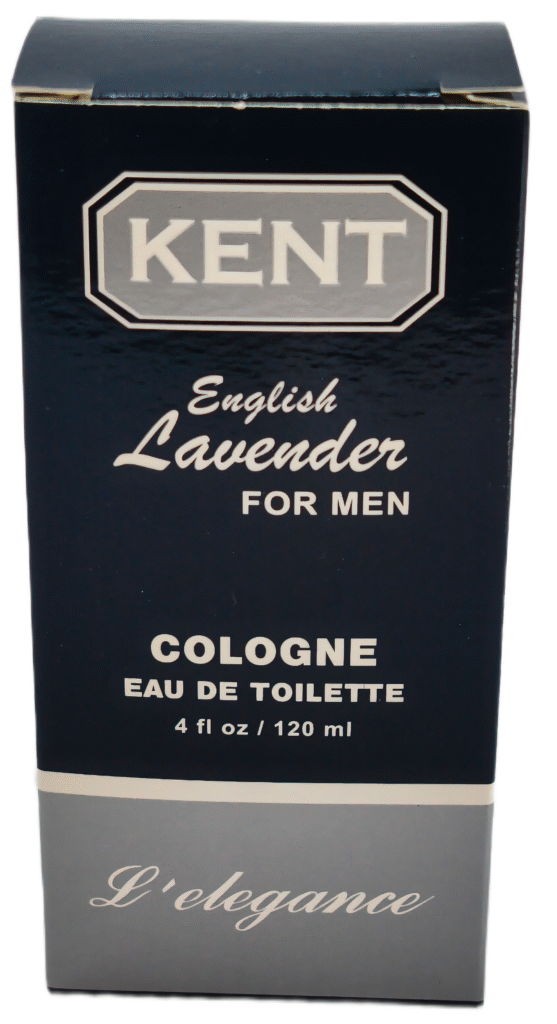 KENT
English
Lavender
FOR MEN
COLOGNE
EAU DE TOILETTE
4 fl oz / 120 ml
L'elegance